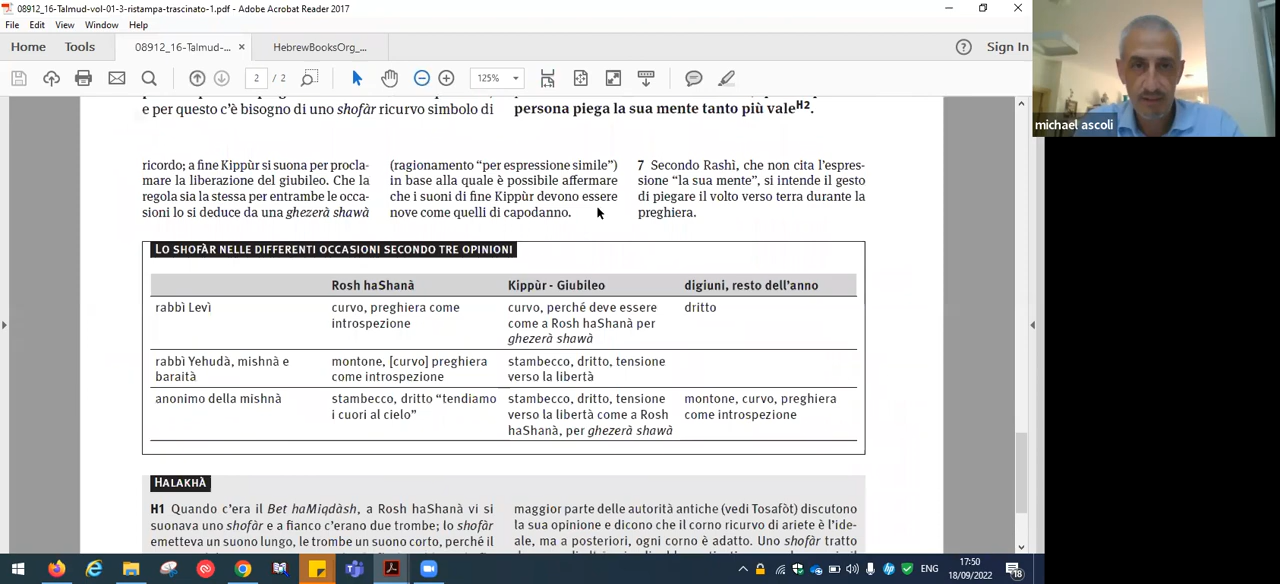 08912_16-Talmud-vol-01-3-ristampa-trascinato-1.pdf - Adobe Acrobat Reader 2017
File Edit View Window Help
Home Tools 08912_16-Talmud-... × HebrewBooksOrg_... Sign In
2 / 2 125%
e per questo c'è bisogno di uno shofàr ricurvo simbolo di
persona piega la sua mente tanto più vale H2.
ricordo; a fine Kippùr si suona per procla-
mare la liberazione del giubileo. Che la
regola sia la stessa per entrambe le occa-
sioni lo si deduce da una ghezerà shawà
(ragionamento "per espressione simile")
in base alla quale è possibile affermare
che i suoni di fine Kippùr devono essere
nove come quelli di capodanno.
7 Secondo Rashì, che non cita l'espres-
sione "la sua mente", si intende il gesto
di piegare il volto verso terra durante la
preghiera.
LO SHOFÀR NELLE DIFFERENTI OCCASIONI SECONDO TRE OPINIONI
Rosh haShanà Kippùr - Giubileo digiuni, resto dell'anno
rabbì Levì
curvo, preghiera come
introspezione
curvo, perché deve essere
come a Rosh haShanà per
ghezerà shawà
dritto
rabbì Yehudà, mishnà e
baraità
montone, [curvo] preghiera
come introspezione
stambecco, dritto, tensione
verso la libertà
anonimo della mishnà
stambecco, dritto "tendiamo
i cuori al cielo"
stambecco, dritto, tensione
verso la libertà come a Rosh
haShanà, per ghezerà shawà
montone, curvo, preghiera
come introspezione
HALAKHÀ
H1 Quando c'era il Bet haMiqdàsh, a Rosh haShanà vi si
suonava uno shofàr e a fianco c'erano due trombe; lo shofàr
emetteva un suono lungo, le trombe un suono corto, perché il
maggior parte delle autorità antiche (vedi Tosafòt) discutono
la sua opinione e dicono che il corno ricurvo di ariete è l'ide-
ale, ma a posteriori, ogni corno è adatto. Uno shofàr tratto
michael ascoli
ENG
17:50
18/09/2022
18